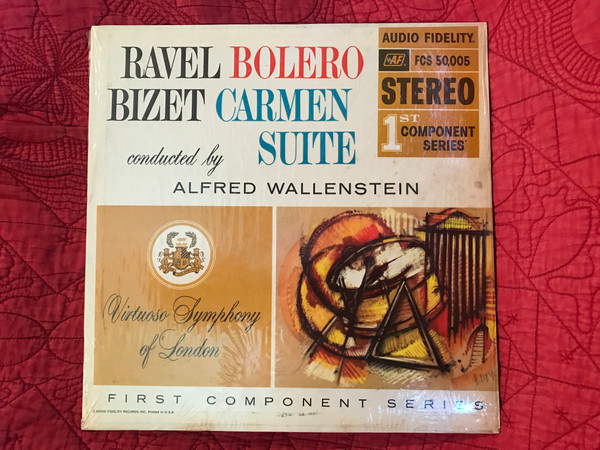 RAVEL BOLERO
BIZET CARMEN
SUITE
conducted by
ALFRED WALLENSTEIN
AUDIO FIDELITY
AF
FCS 50,005
STEREO
1ST
COMPONENT
SERIES
Virtuoso Symphony
of London
FIRST COMPONENT SERIES